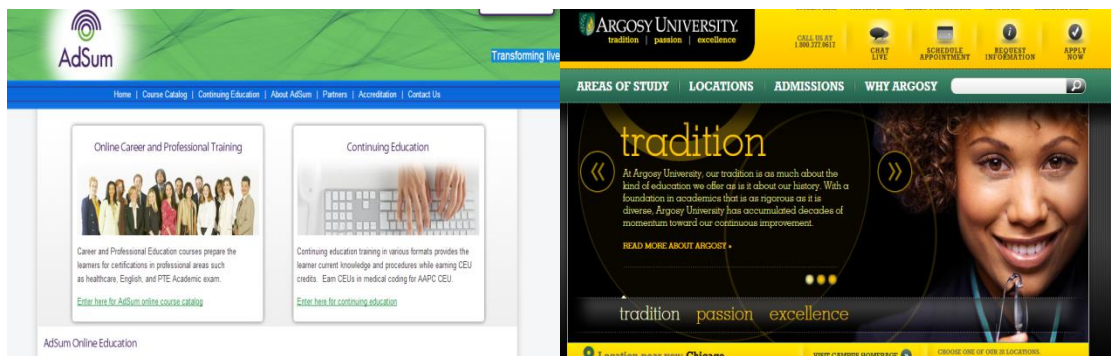 AdSum
Transforming live
Home | Course Catalog | Continuing Education | About AdSum | Partners | Accreditation | Contact Us
Online Career and Professional Training
Career and Professional Education courses prepare the
learners for certifications in professional areas such
as healthcare, English, and PTE Academic exam.
Enter here for AdSum online course catalog
Continuing Education
Continuing education training in various formats provides the
learner current knowledge and procedures while earning CEU
credits. Earn CEUs in medical coding for AAPC CEU.
Enter here for continuing education
AdSum Online Education
ARGOSY UNIVERSITY.
tradition | passion | excellence
CALL US AT
1.800.377.0617
CHAT
LIVE
SCHEDULE
APPOINTMENT
REQUEST
INFORMATION
APPLY
NOW
AREAS OF STUDY
LOCATIONS
ADMISSIONS
WHY ARGOSY
tradition
At Argosy University, our tradition is as much about the
kind of education we offer as is it about our history. With a
foundation in academics that is as rigorous as it is
diverse, Argosy University has accumulated decades of
momentum toward our continuous improvement.
READ MORE ABOUT ARGOSY »
tradition passion excellence
Location near you: Chicago
VISIT CAMPUS HOMEPAGE
CHOOSE ONE OF OUR 28 LOCATIONS.